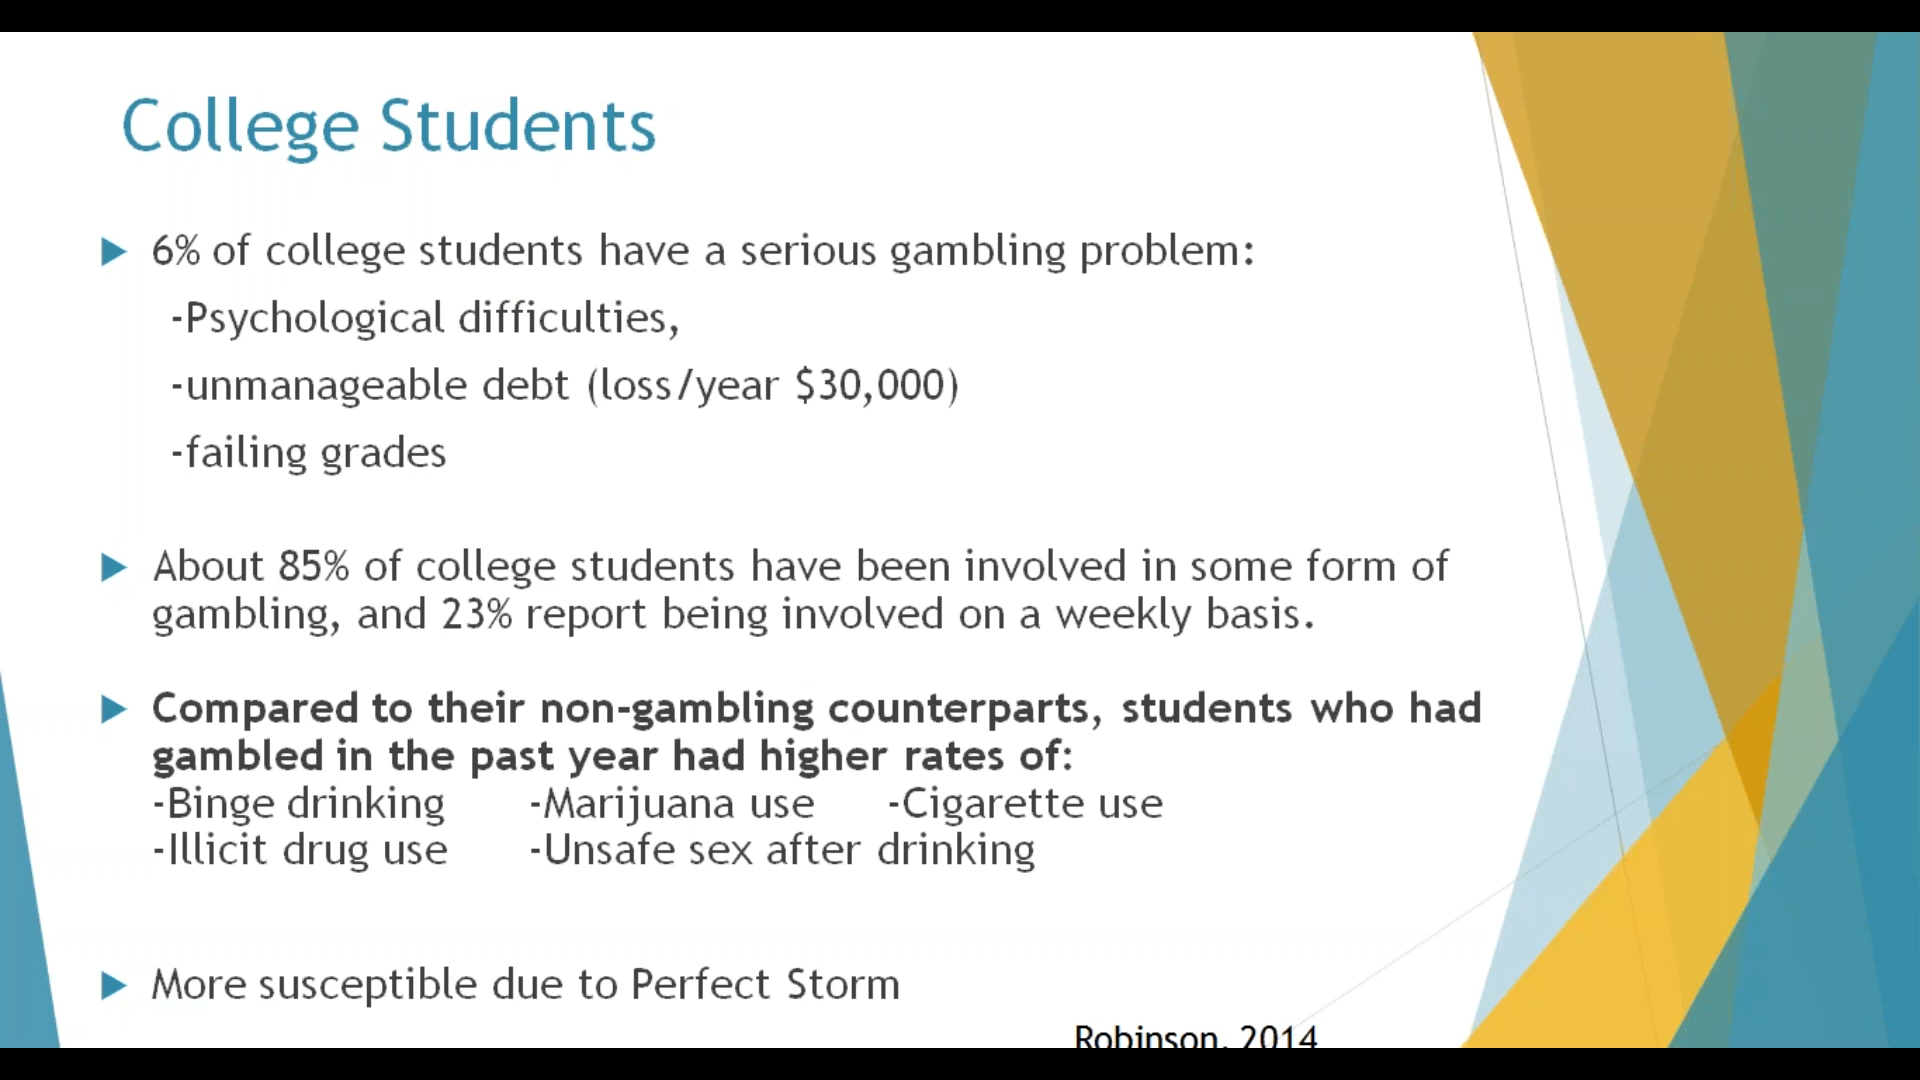 College Students
6% of college students have a serious gambling problem:
-Psychological difficulties,
-unmanageable debt (loss/year $30,000)
-failing grades
About 85% of college students have been involved in some form of
gambling, and 23% report being involved on a weekly basis.
Compared to their non-gambling counterparts, students who had
gambled in the past year had higher rates of:
-Binge drinking -Marijuana use -Cigarette use
-Illicit drug use -Unsafe sex after drinking
More susceptible due to Perfect Storm
Robinson, 2014